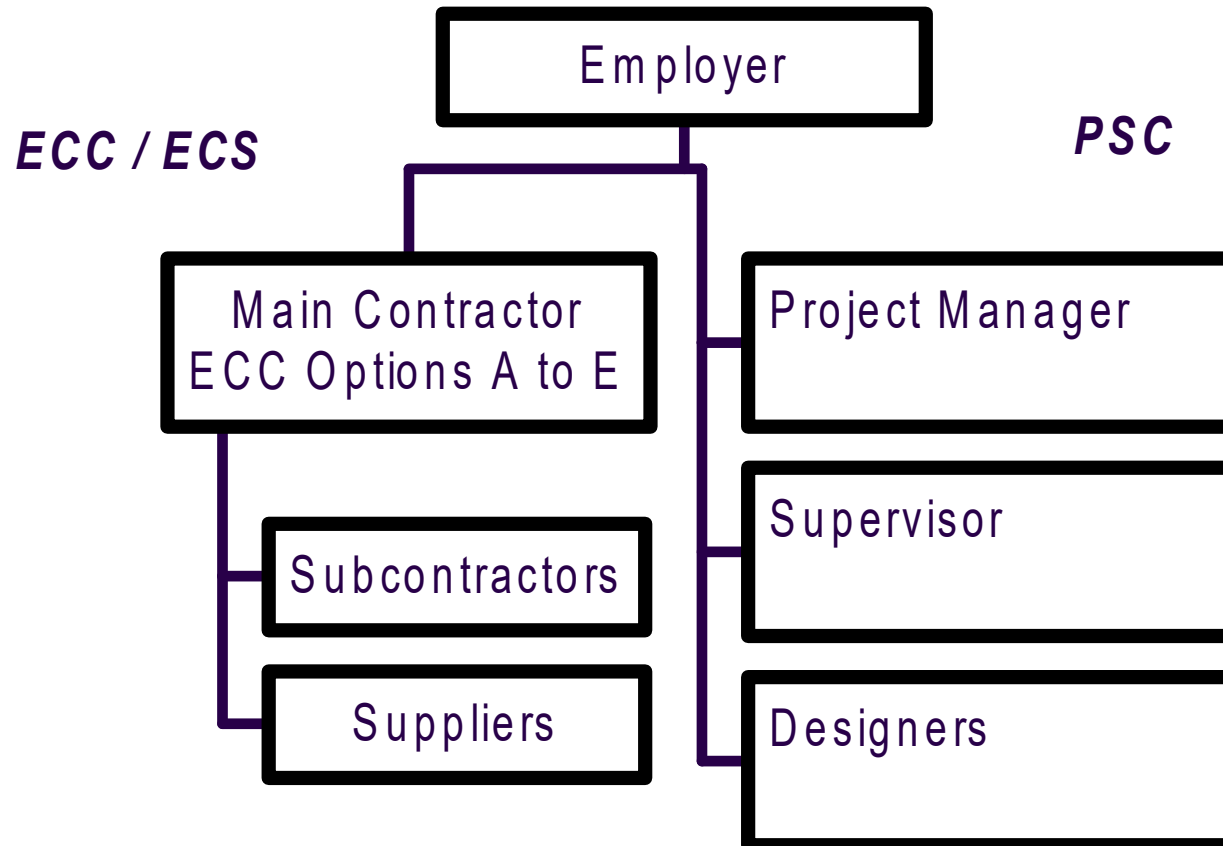 Employer
ECC / ECS
PSC
Main Contractor
ECC Options A to E
Project Manager
Subcontractors
Supervisor
Suppliers
Designers